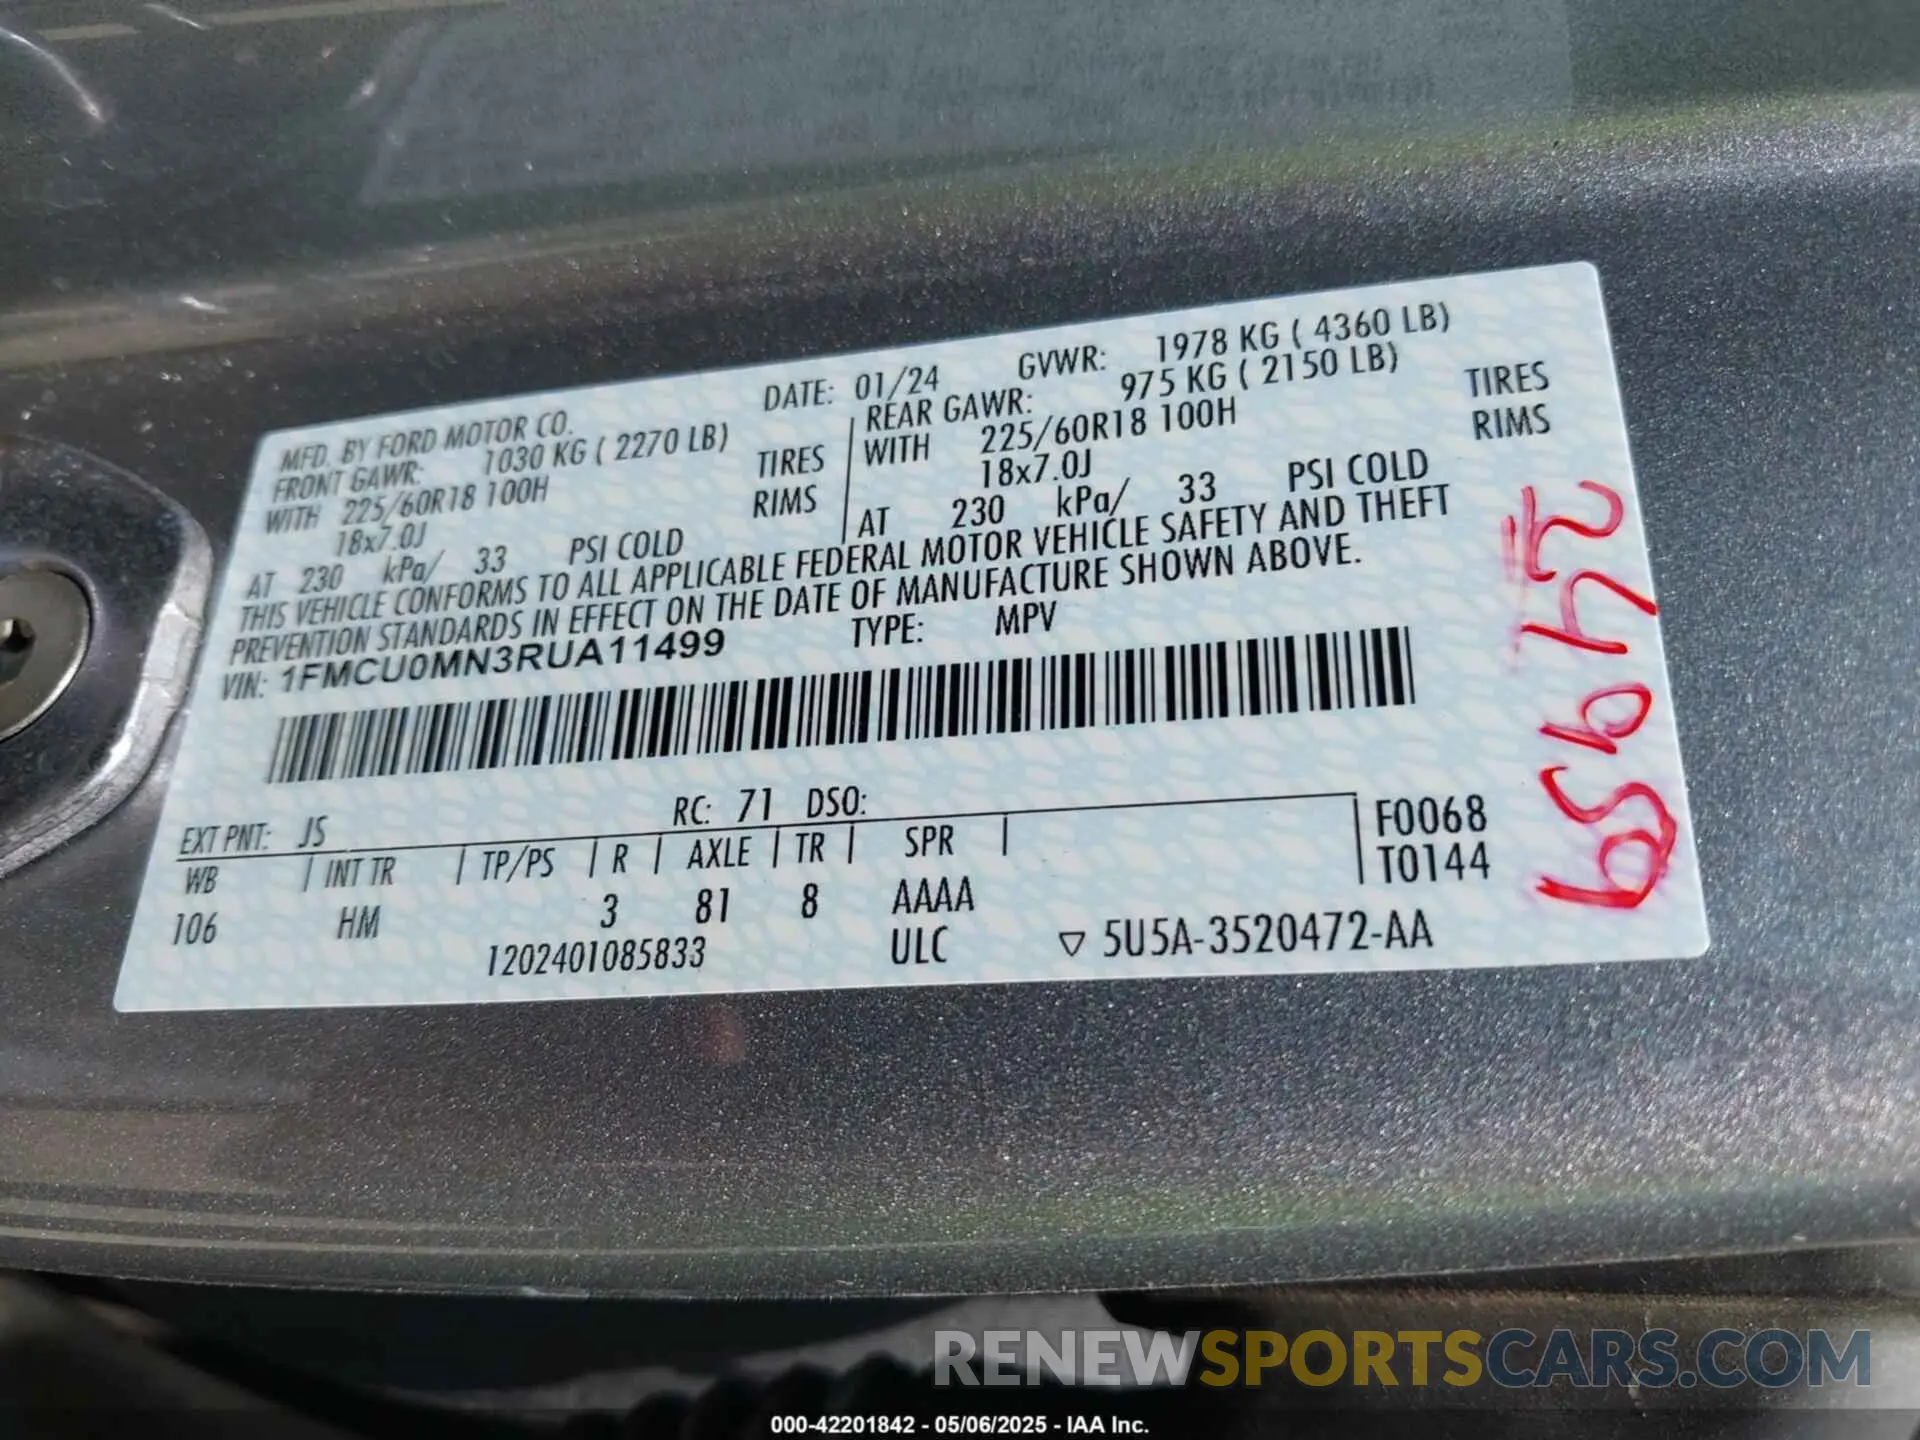 MFD. BY FORD MOTOR CO. DATE: 01/24 GVWR: 1978 KG ( 4360 LB)
FRONT GAWR: 1030 KG ( 2270 LB) REAR GAWR: 975 KG ( 2150 LB)
WITH 225/60R18 100H TIRES WITH 225/60R18 100H TIRES
18x7.0J RIMS 18x7.0J RIMS
AT 230 kPa/ 33 PSI COLD AT 230 kPa/ 33 PSI COLD
THIS VEHICLE CONFORMS TO ALL APPLICABLE FEDERAL MOTOR VEHICLE SAFETY AND THEFT
PREVENTION STANDARDS IN EFFECT ON THE DATE OF MANUFACTURE SHOWN ABOVE.
VIN: 1FMCU0MN3RUA11499 TYPE: MPV
EXT PNT: JS RC: 71 DSO:
WB INT TR TP/PS R AXLE TR SPR F0068
T0144
106 HM 3 81 8 AAAA
1202401085833 ULC ▽ 5U5A-3520472-AA
RENEWSPORTSCARS.COM
000-42201842 - 05/06/2025 - IAA Inc.